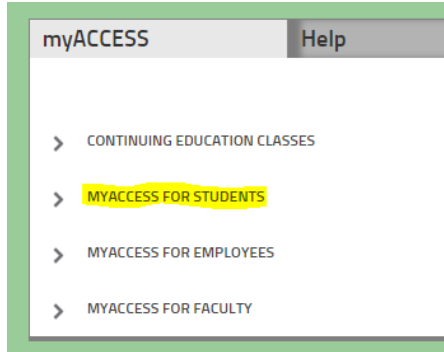 myACCESS Help
CONTINUING EDUCATION CLASSES
MYACCESS FOR STUDENTS
MYACCESS FOR EMPLOYEES
MYACCESS FOR FACULTY